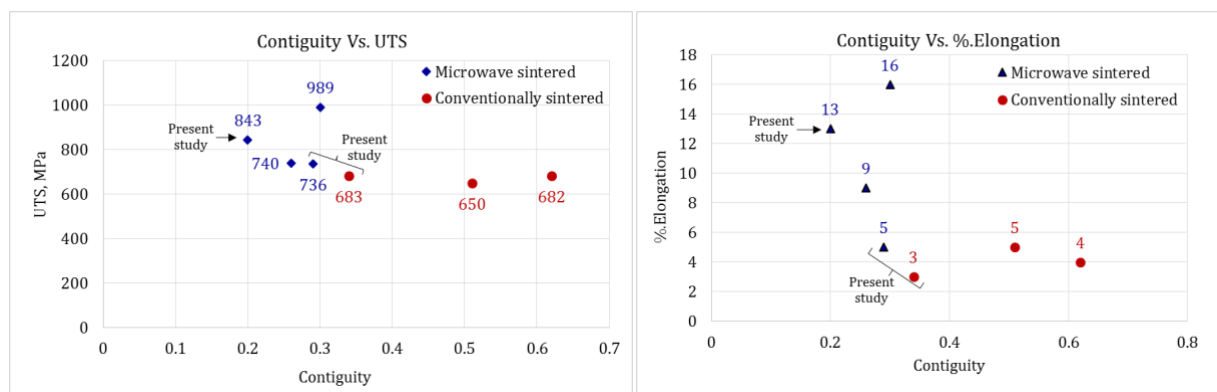 Contiguity Vs. UTS
UTS, MPa
1200
1000
800
600
400
200
0
0
0.1
0.2
0.3
0.4
0.5
0.6
0.7
Contiguity
Microwave sintered
Conventionally sintered
989
843
740
736
683
650
682
Present
study
Present
study
Contiguity Vs. %.Elongation
%.Elongation
18
16
14
12
10
8
6
4
2
0
0
0.2
0.4
0.6
0.8
Contiguity
Microwave sintered
Conventionally sintered
16
13
9
5
3
5
4
Present
study
Present
study